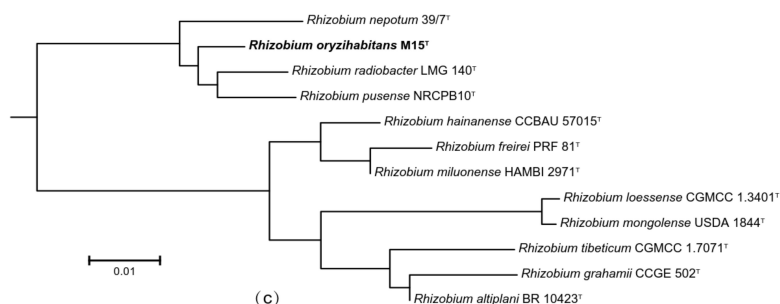 Rhizobium nepotum 39/7ᵀ
Rhizobium oryzihabitans M15ᵀ
Rhizobium radiobacter LMG 140ᵀ
Rhizobium pusense NRCPB10ᵀ
Rhizobium hainanense CCBAU 57015ᵀ
Rhizobium freirei PRF 81ᵀ
Rhizobium miluonense HAMBI 2971ᵀ
Rhizobium loessense CGMCC 1.3401ᵀ
Rhizobium mongolense USDA 1844ᵀ
Rhizobium tibeticum CGMCC 1.7071ᵀ
Rhizobium grahamii CCGE 502ᵀ
Rhizobium altiplani BR 10423ᵀ
0.01
(c)